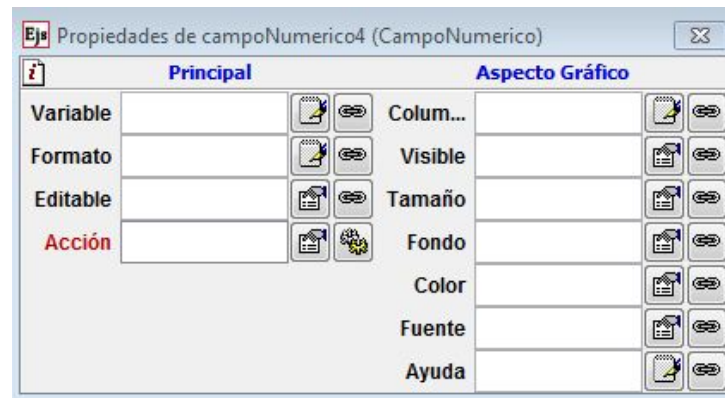 Ejs Propiedades de campoNumerico4 (CampoNumerico)
i Principal Aspecto Gráfico
Variable Colum...
Formato Visible
Editable Tamaño
Acción Fondo
Color
Fuente
Ayuda